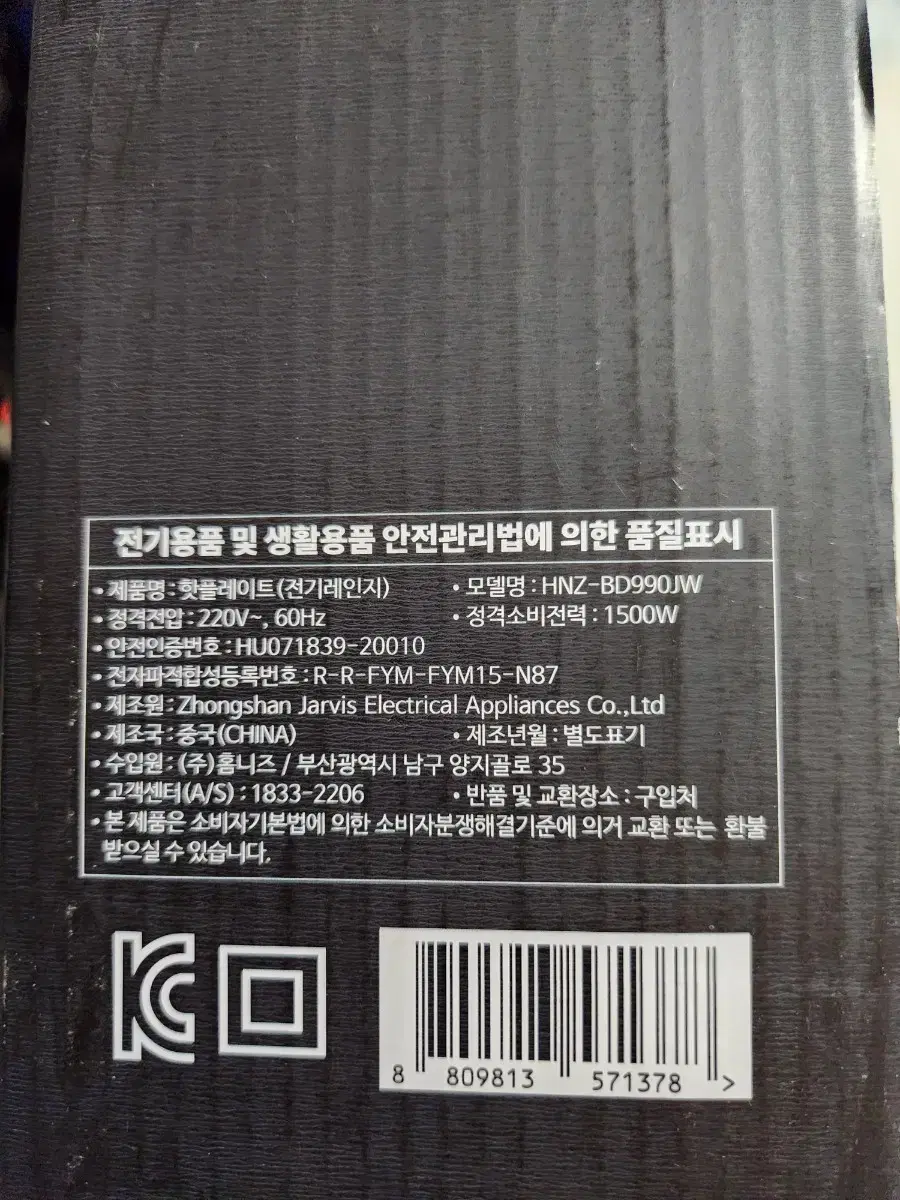 전기용품 및 생활용품 안전관리법에 의한 품질표시
• 제품명 : 핫플레이트(전기레인지) • 모델명 : HNZ-BD990JW
• 정격전압 : 220V~, 60Hz • 정격소비전력 : 1500W
• 안전인증번호 : HU071839-20010
• 전자파적합성등록번호 : R-R-FYM-FYM15-N87
• 제조원 : Zhongshan Jarvis Electrical Appliances Co.,Ltd
• 제조국 : 중국(CHINA) • 제조년월 : 별도표기
• 수입원 : (주)홈니즈 / 부산광역시 남구 양지골로 35
• 고객센터(A/S) : 1833-2206 • 반품 및 교환장소 : 구입처
• 본 제품은 소비자기본법에 의한 소비자분쟁해결기준에 의거 교환 또는 환불
받으실 수 있습니다.
KC
8 809813 571378 >